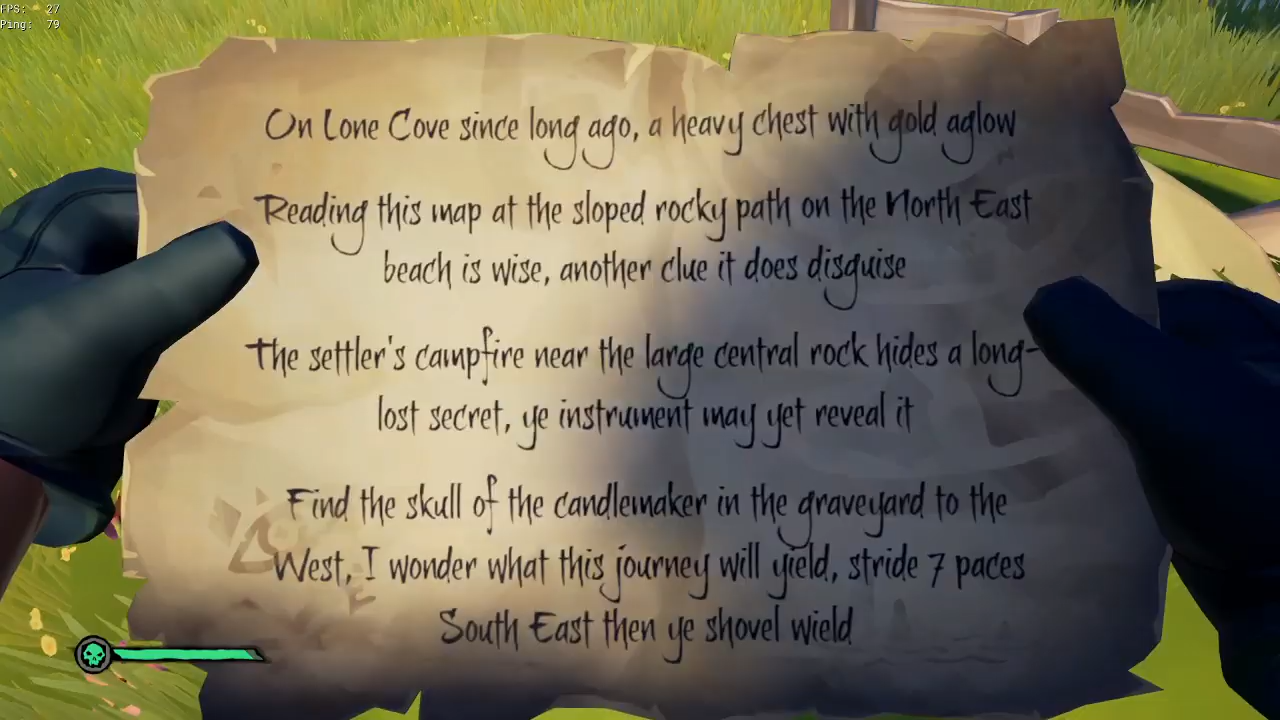 FPS: 27
Ping: 79
On Lone Cove since long ago, a heavy chest with gold aglow
Reading this map at the sloped rocky path on the North East
beach is wise, another clue it does disguise
The settler's campfire near the large central rock hides a long-
lost secret, ye instrument may yet reveal it
Find the skull of the candlemaker in the graveyard to the
West, I wonder what this journey will yield, stride 7 paces
South East then ye shovel wield